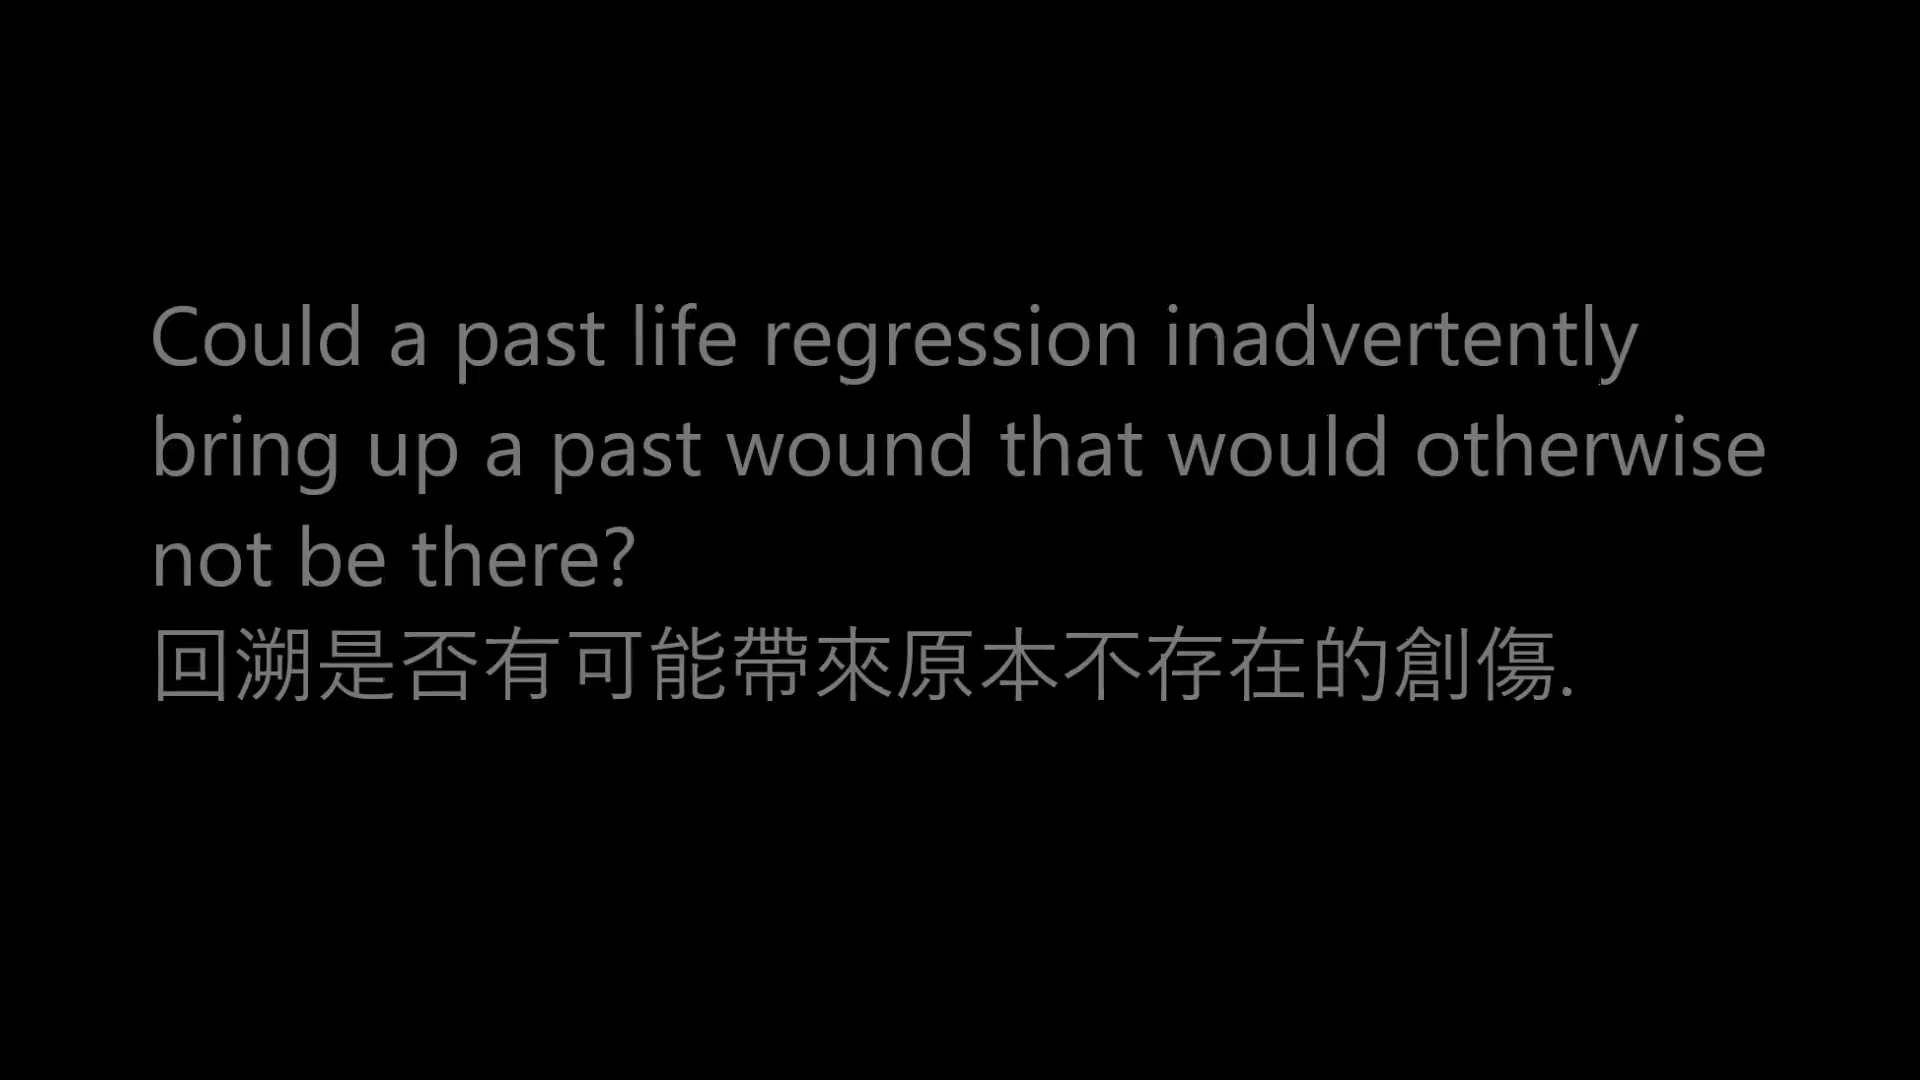 Could a past life regression inadvertently
bring up a past wound that would otherwise
not be there?
回溯是否有可能帶來原本不存在的創傷.